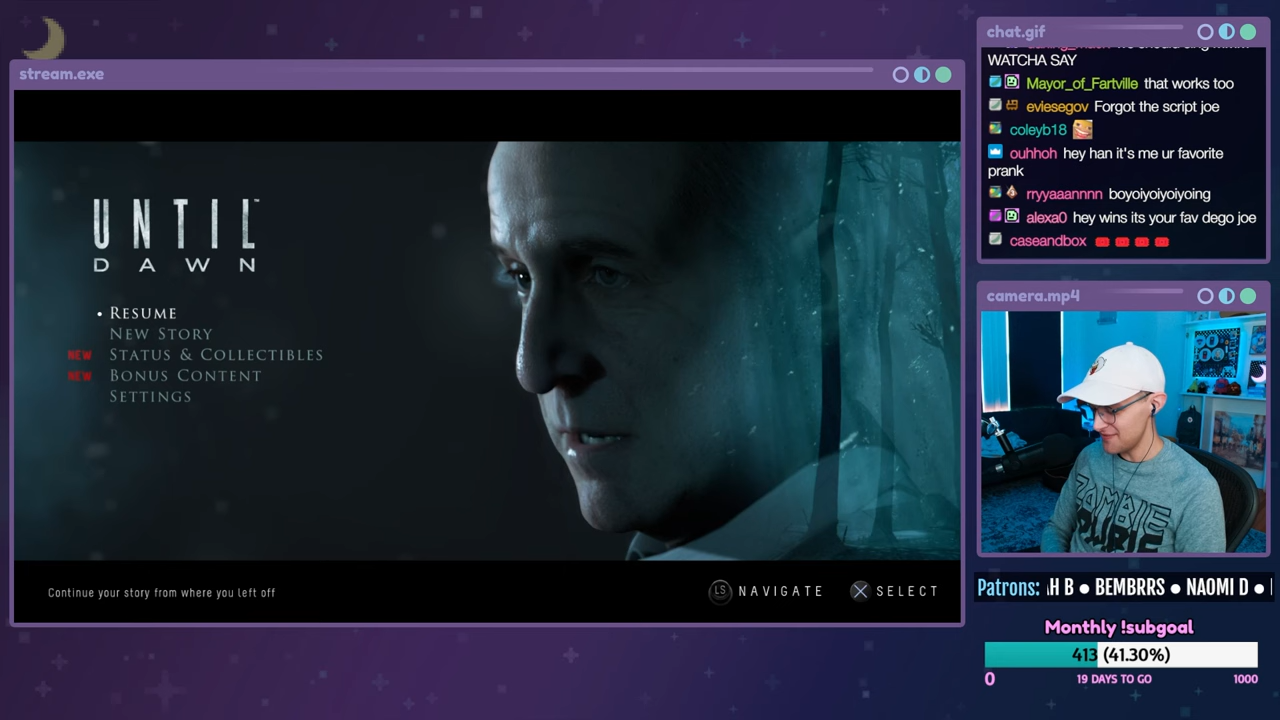 stream.exe
UNTIL™
DAWN
• RESUME
NEW STORY
NEW STATUS & COLLECTIBLES
NEW BONUS CONTENT
SETTINGS
Continue your story from where you left off
LS NAVIGATE
SELECT
chat.gif
WATCHA SAY
Mayor_of_Fartville that works too
eviesegov Forgot the script joe
coleyb18
ouhhoh hey han it's me ur favorite
prank
rryyaaannnn boyoiyoiyoiyoing
alexa0 hey wins its your fav dego joe
caseandbox
camera.mp4
ZOMBIE
Patrons: H B ● BEMBRRS ● NAOMI D ●
Monthly !subgoal
413 (41.30%)
0
19 DAYS TO GO
1000